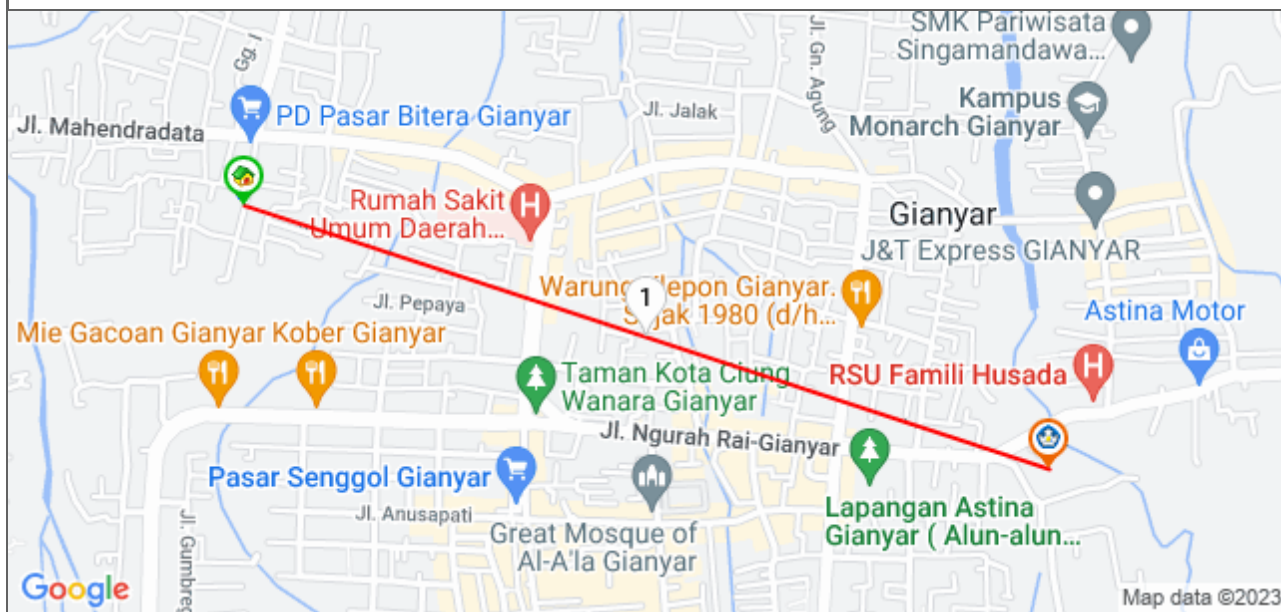 SMK Pariwisata
Singamandawa...
Gg. I
Jl. Gn. Agung
Kampus
Monarch Gianyar
Jl. Jalak
PD Pasar Bitera Gianyar
Jl. Mahendradata
Rumah Sakit
Umum Daerah...
H
Gianyar
J&T Express GIANYAR
Warung Klepon Gianyar.
Sejak 1980 (d/h...
1
Jl. Pepaya
Astina Motor
Mie Gacoan Gianyar
Kober Gianyar
RSU Famili Husada
H
Taman Kota Ciung
Wanara Gianyar
Jl. Ngurah Rai-Gianyar
Pasar Senggol Gianyar
Jl. Anusapati
Lapangan Astina
Gianyar ( Alun-alun...
Great Mosque of
Al-A'la Gianyar
Jl. Gumbreg
Google
Map data ©2023